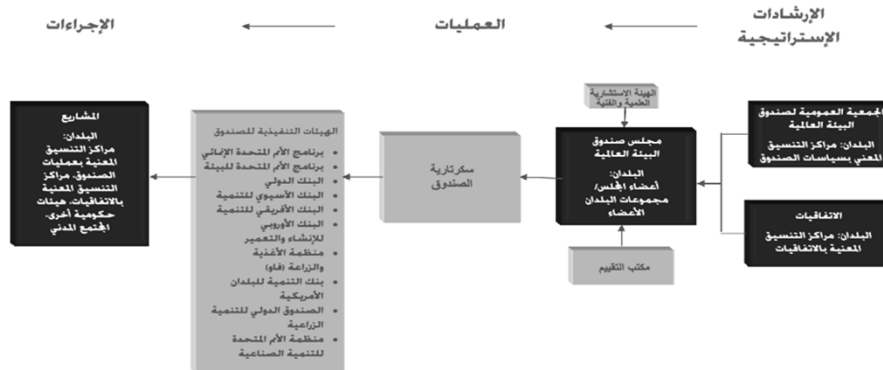 الإرشادات
الإستراتيجية
العمليات
الإجراءات
الجمعية العمومية لصندوق
البيئة العالمية
البلدان: مراكز التنسيق
المعني بسياسات الصندوق
الاتفاقيات
البلدان: مراكز التنسيق
المعنية بالاتفاقيات
الهيئة الاستشارية
العلمية والفنية
مجلس صندوق
البيئة العالمية
البلدان:
أعضاء المجلس/
مجموعات البلدان
الأعضاء
مكتب التقييم
سكرتارية
الصندوق
الهيئات التنفيذية للصندوق
• برنامج الأمم المتحدة الإنمائي
• برنامج الأمم المتحدة للبيئة
• البنك الدولي
• البنك الآسيوي للتنمية
• البنك الأفريقي للتنمية
• البنك الأوروبي
للإنشاء والتعمير
• منظمة الأغذية
والزراعة (فاو)
• بنك التنمية للبلدان
الأمريكية
• الصندوق الدولي للتنمية
الزراعية
• منظمة الأمم المتحدة
للتنمية الصناعية
المشاريع
البلدان:
مراكز التنسيق
المعنية بعمليات
الصندوق، مراكز
التنسيق المعنية
بالاتفاقيات، هيئات
حكومية أخرى،
المجتمع المدني